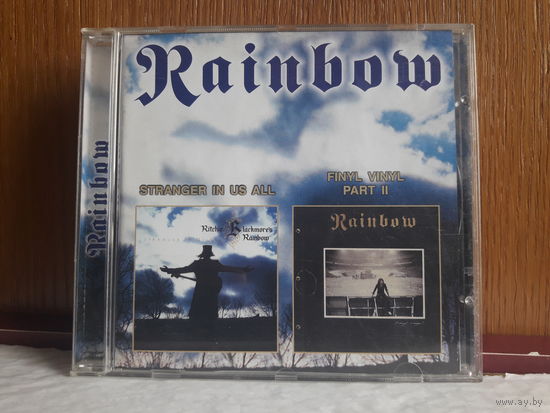 Rainbow
Rainbow
STRANGER IN US ALL
FINYL VINYL
PART II
Ritchie Blackmore's
Rainbow
Rainbow
www.ay.by